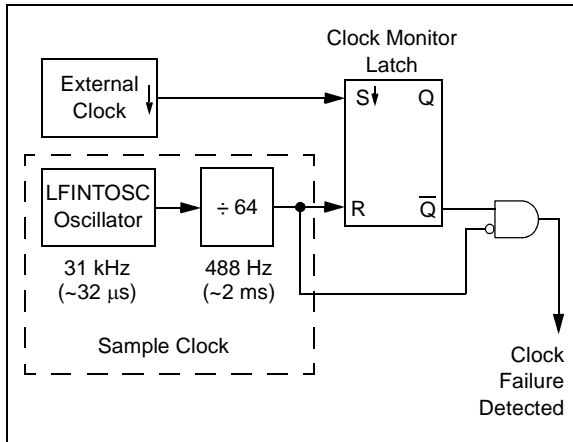 Clock Monitor
Latch
External
Clock
S
Q
LFINTOSC
Oscillator
÷ 64
R
Q̅
31 kHz
(~32 μs)
488 Hz
(~2 ms)
Sample Clock
Clock
Failure
Detected